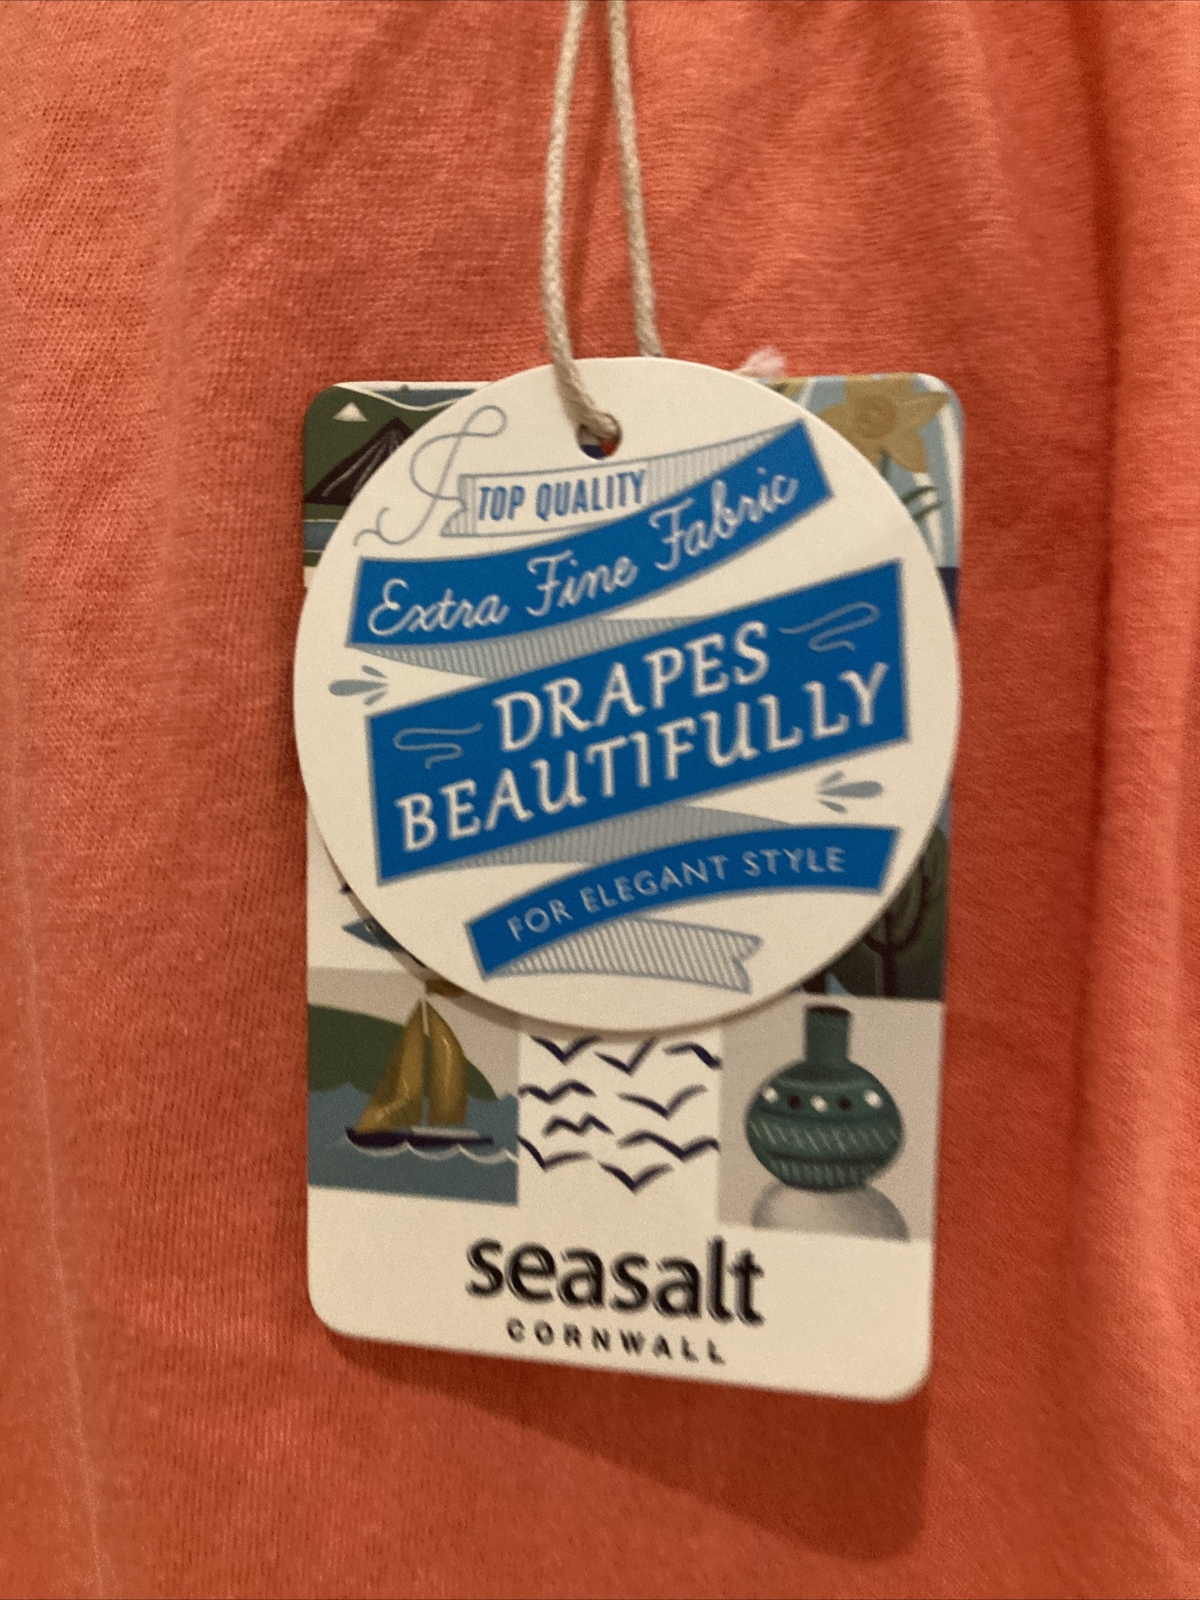 TOP QUALITY
Extra Fine Fabric
DRAPES
BEAUTIFULLY
FOR ELEGANT STYLE
seasalt
CORNWALL